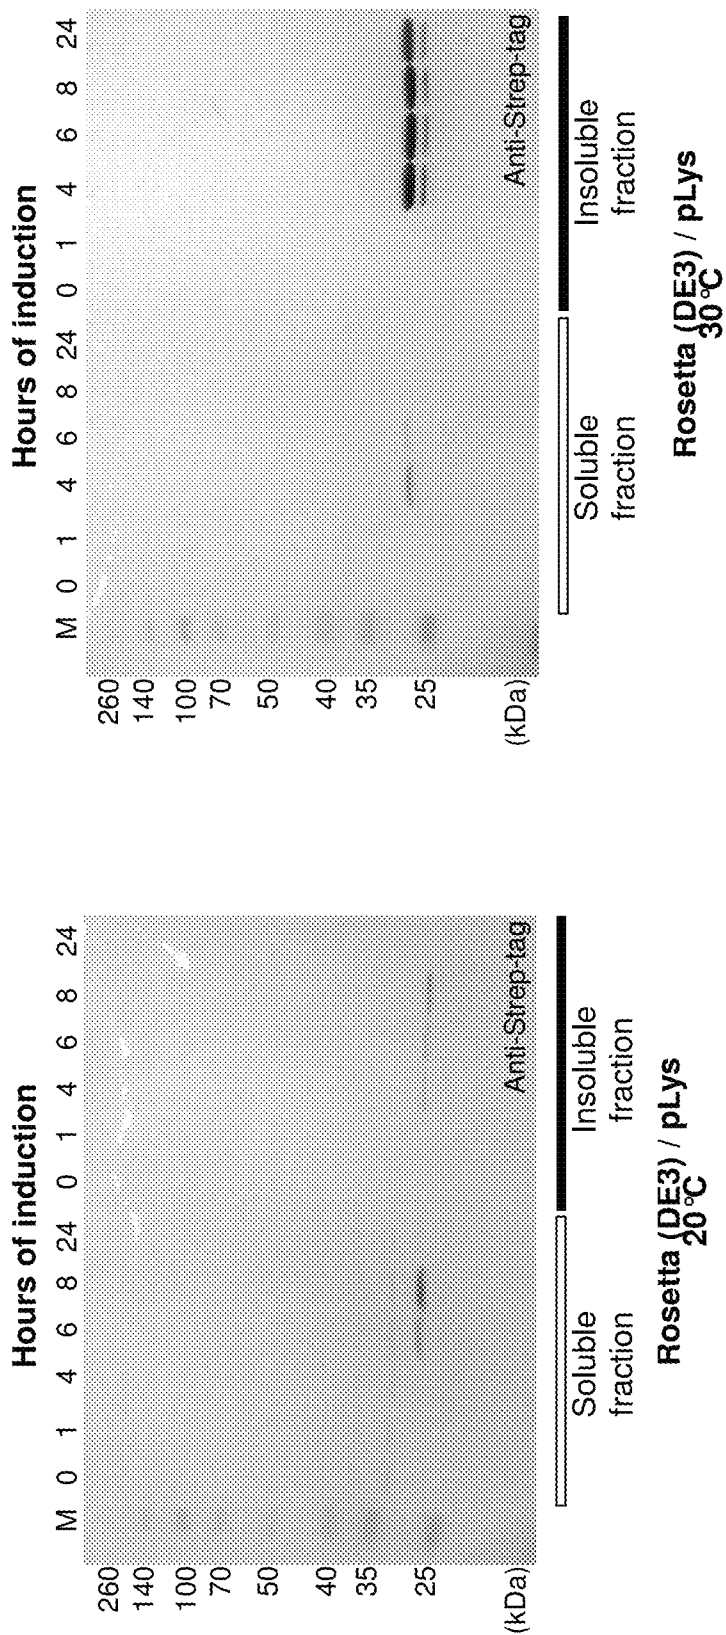 Hours of induction
M 0 1 4 6 8 24 0 1 4 6 8 24
260
140
100
70
50
40
35
25
(kDa)
Anti-Strep-tag
Soluble fraction
Insoluble fraction
Rosetta (DE3) / pLys
20 °C
Hours of induction
M 0 1 4 6 8 24 0 1 4 6 8 24
260
140
100
70
50
40
35
25
(kDa)
Anti-Strep-tag
Soluble fraction
Insoluble fraction
Rosetta (DE3) / pLys
30 °C